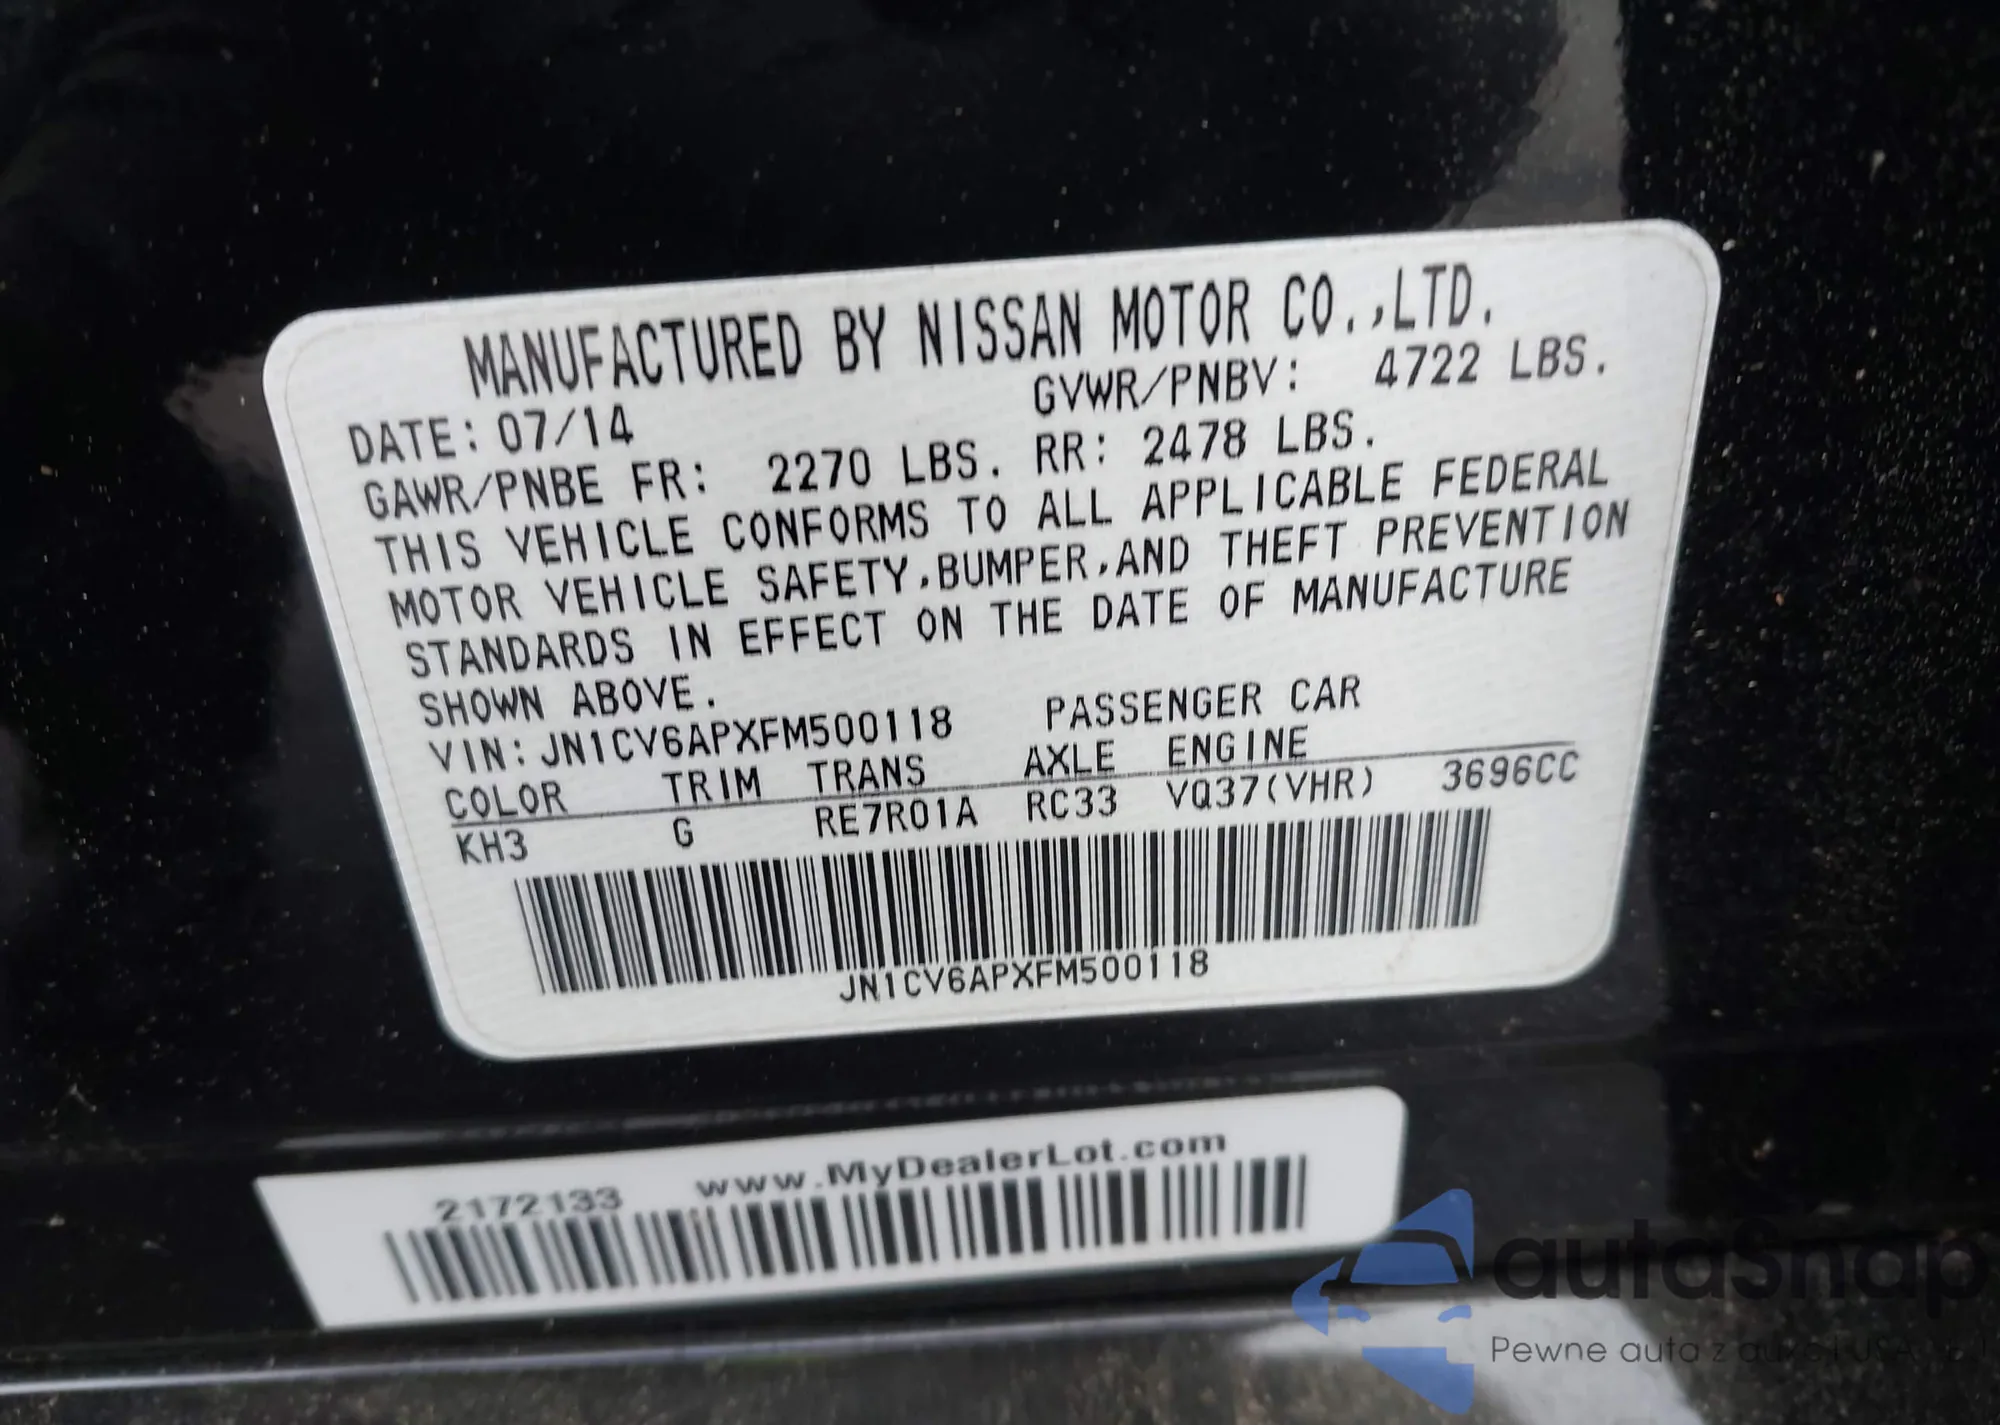 MANUFACTURED BY NISSAN MOTOR CO.,LTD.
DATE: 07/14 GVWR/PNBV: 4722 LBS.
GAWR/PNBE FR: 2270 LBS. RR: 2478 LBS.
THIS VEHICLE CONFORMS TO ALL APPLICABLE FEDERAL
MOTOR VEHICLE SAFETY,BUMPER,AND THEFT PREVENTION
STANDARDS IN EFFECT ON THE DATE OF MANUFACTURE
SHOWN ABOVE.
VIN: JN1CV6APXFM500118 PASSENGER CAR
COLOR TRIM TRANS AXLE ENGINE
KH3 G RE7R01A RC33 VQ37(VHR) 3696CC
JN1CV6APXFM500118
2172133 www.MyDealerLot.com
autoSnap
Pewne auta z